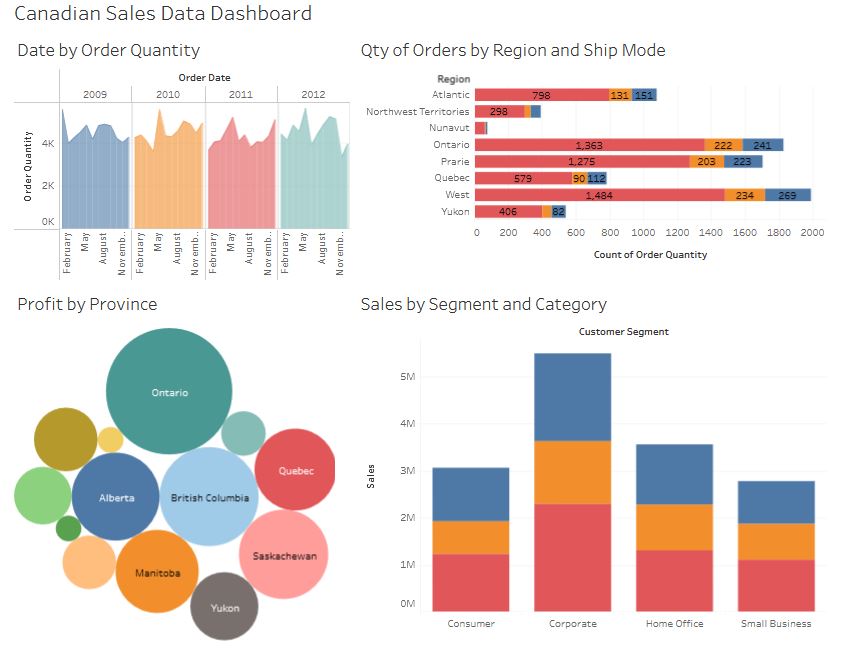 Canadian Sales Data Dashboard
Date by Order Quantity
Order Date
2009 2010 2011 2012
Order Quantity
4K
2K
0K
February May August Novemb.. February May August Novemb.. February May August Novemb.. February May August Novemb..
Qty of Orders by Region and Ship Mode
Region
Atlantic 798 131 151
Northwest Territories 298
Nunavut
Ontario 1,363 222 241
Prarie 1,275 203 223
Quebec 579 90 112
West 1,484 234 269
Yukon 406 82
0 200 400 600 800 1000 1200 1400 1600 1800 2000
Count of Order Quantity
Profit by Province
Ontario
Quebec
Alberta
British Columbia
Saskachewan
Manitoba
Yukon
Sales by Segment and Category
Customer Segment
Sales
5M
4M
3M
2M
1M
0M
Consumer Corporate Home Office Small Business